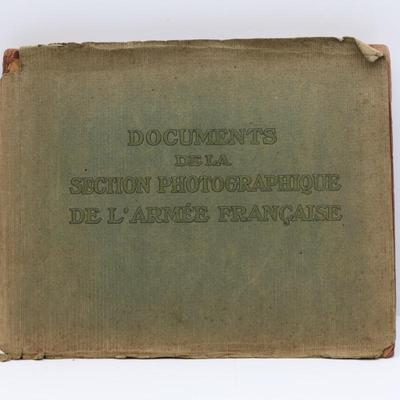 DOCUMENTS
DE LA
SECTION PHOTOGRAPHIQUE
DE L'ARMÉE FRANÇAISE